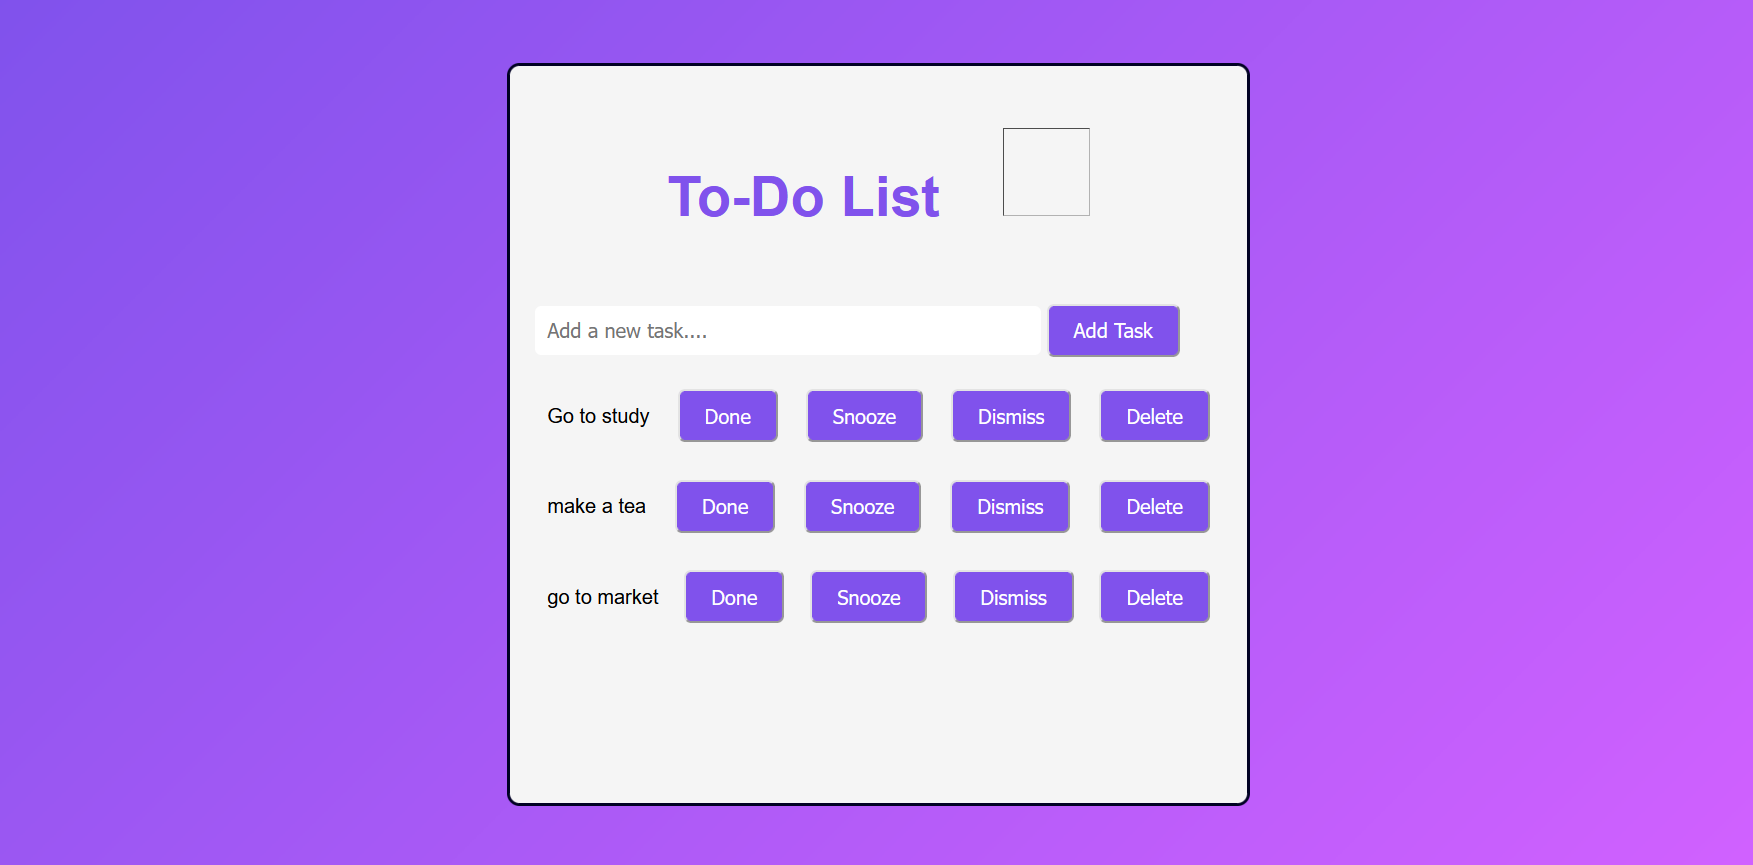 To-Do List
Add a new task....
Add Task
Go to study Done Snooze Dismiss Delete
make a tea Done Snooze Dismiss Delete
go to market Done Snooze Dismiss Delete